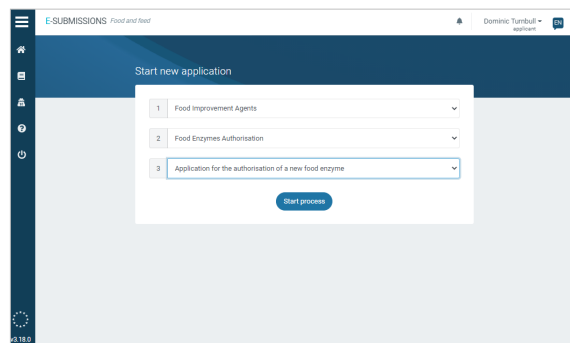 E-SUBMISSIONS Food and feed
Dominic Turnbull
applicant
EN
Start new application
1 Food Improvement Agents
2 Food Enzymes Authorisation
3 Application for the authorisation of a new food enzyme
Start process
v3.18.0